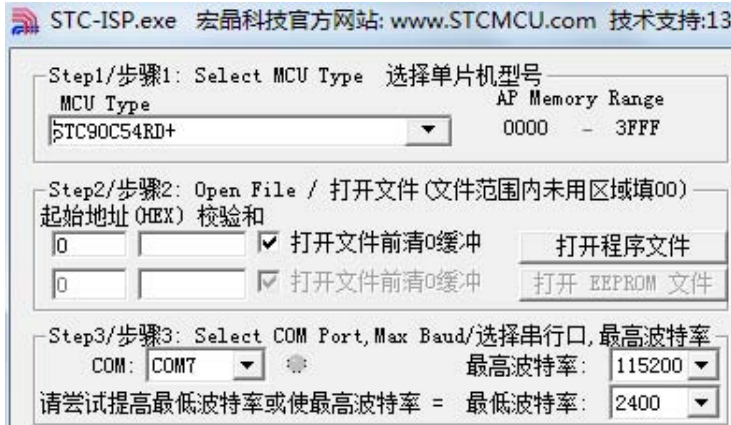 STC-ISP.exe 宏晶科技官方网站: www.STCMCU.com 技术支持:13
Step1/步骤1: Select MCU Type 选择单片机型号
MCU Type AP Memory Range
STC90C54RD+ 0000 - 3FFF
Step2/步骤2: Open File / 打开文件(文件范围内未用区域填00)
起始地址(HEX) 校验和
0 打开文件前清0缓冲 打开程序文件
0 打开文件前清0缓冲 打开 EEPROM 文件
Step3/步骤3: Select COM Port,Max Baud/选择串行口,最高波特率
COM: COM7 最高波特率: 115200
请尝试提高最低波特率或使最高波特率 = 最低波特率: 2400